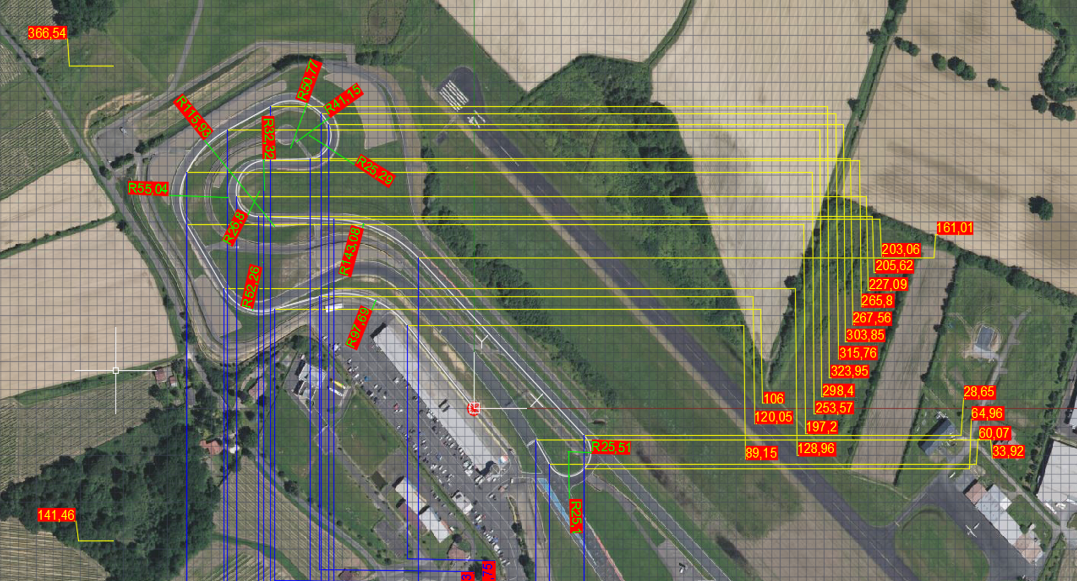 366,54
R50,77
R41,15
R115,93
R32,32
R25,29
R55,04
R26,8
161,01
203,06
205,62
R143,08
227,09
R52,26
265,8
267,56
R97,69
303,85
315,76
Y
323,95
298,4
28,65
106
X
253,57
64,96
120,05
197,2
60,07
R25,51
89,15
128,96
33,92
141,46